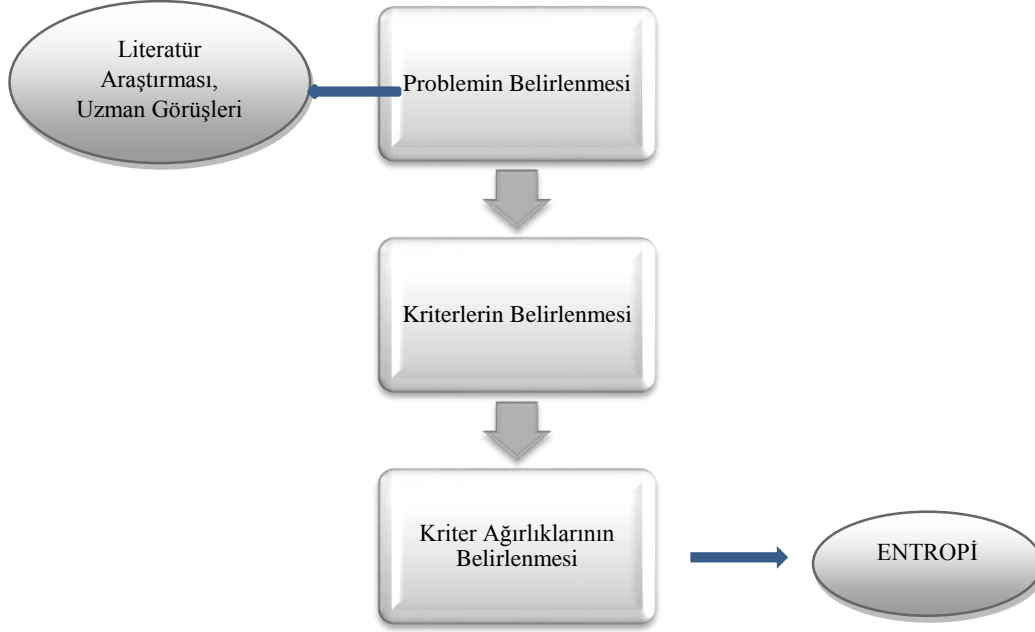 Literatür
Araştırması,
Uzman Görüşleri
Problemin Belirlenmesi
Kriterlerin Belirlenmesi
Kriter Ağırlıklarının
Belirlenmesi
ENTROPİ